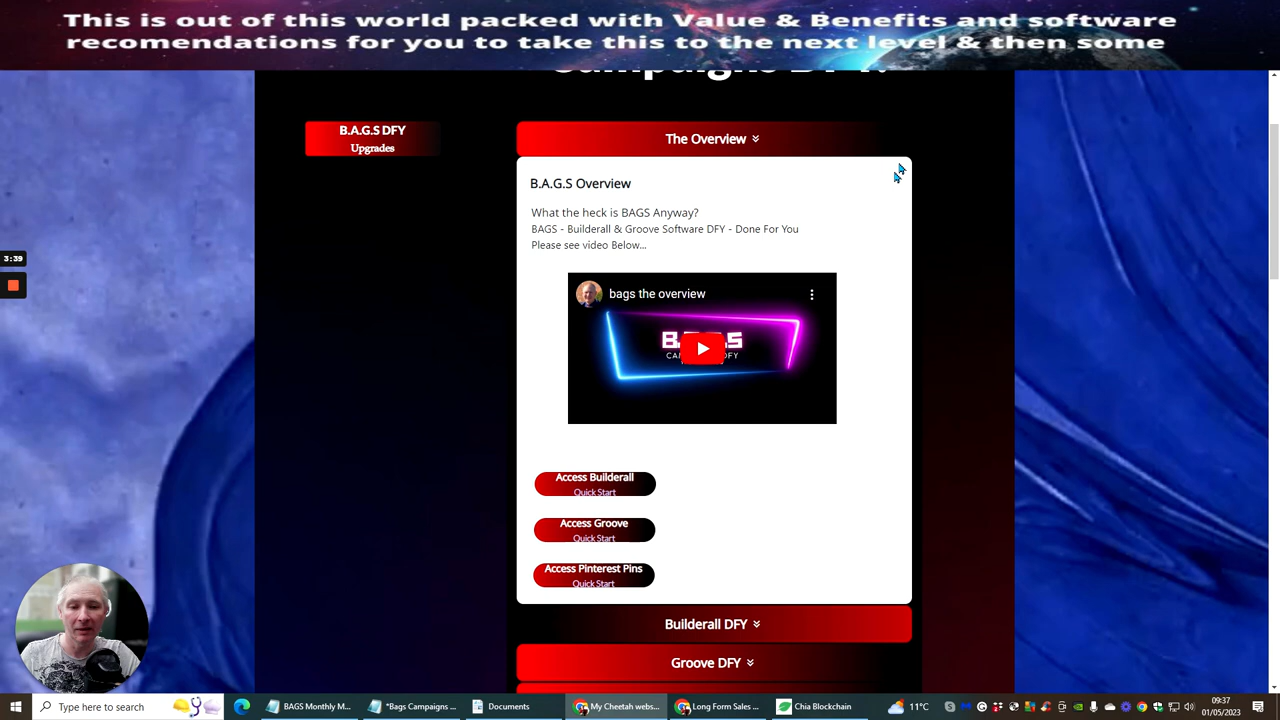 This is out of this world packed with Value & Benefits and software
recomendations for you to take this to the next level & then some
B.A.G.S DFY
Upgrades
The Overview
B.A.G.S Overview
What the heck is BAGS Anyway?
BAGS - Builderall & Groove Software DFY - Done For You
Please see video Below...
3:39
bags the overview
Access Builderall
Quick Start
Access Groove
Quick Start
Access Pinterest Pins
Quick Start
Builderall DFY
Groove DFY
Type here to search
BAGS Monthly M...
*Bags Campaigns ...
Documents
My Cheetah webs...
Long Form Sales ...
Chia Blockchain
11°C
09:37
01/05/2023